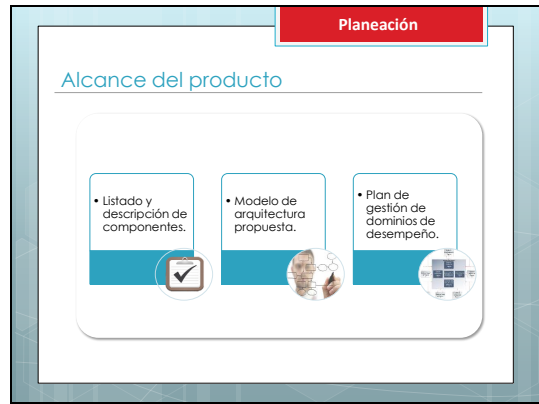 Planeación
Alcance del producto
• Listado y
descripción de
componentes.
• Modelo de
arquitectura
propuesta.
• Plan de
gestión de
dominios de
desempeño.